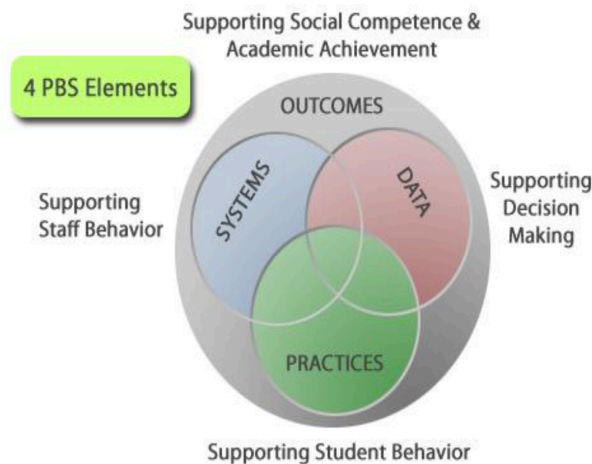 Supporting Social Competence &
Academic Achievement
4 PBS Elements
OUTCOMES
SYSTEMS
DATA
Supporting
Staff Behavior
Supporting
Decision
Making
PRACTICES
Supporting Student Behavior